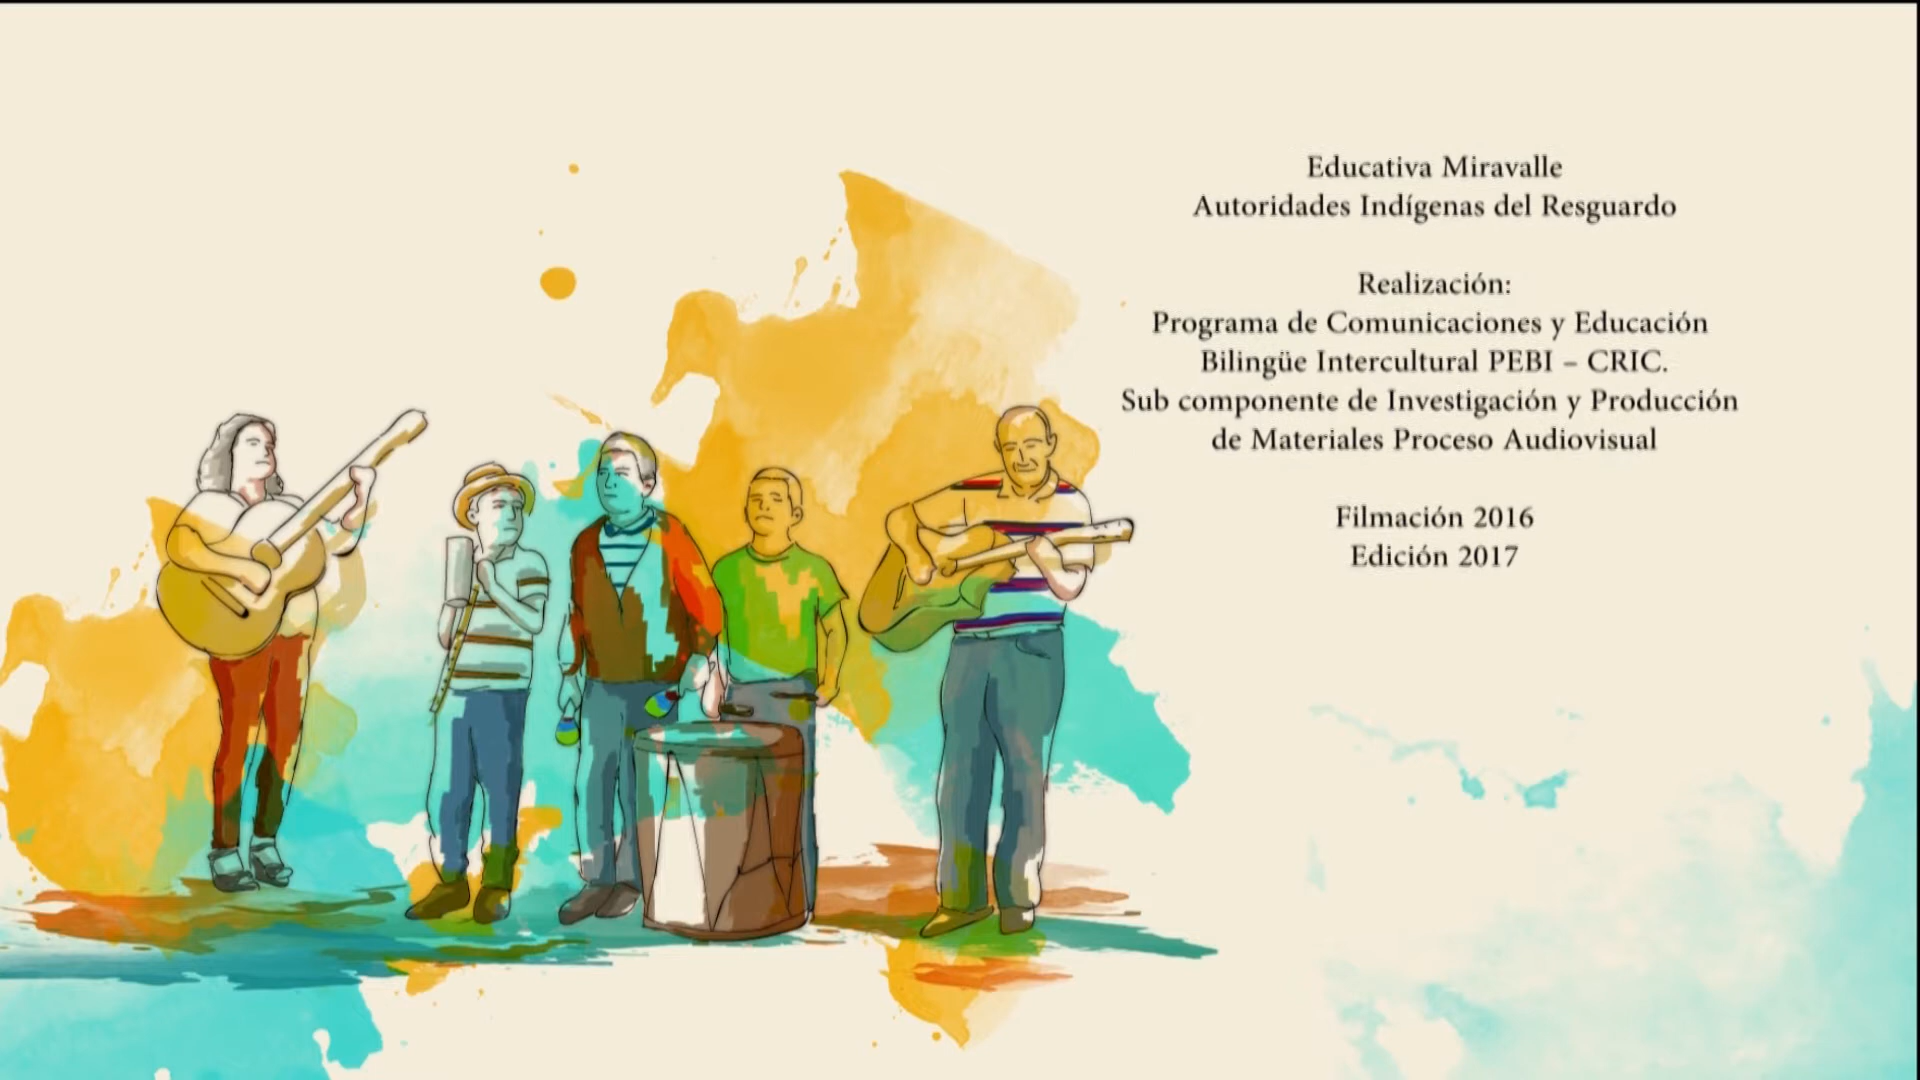 Educativa Miravalle
Autoridades Indígenas del Resguardo
Realización:
Programa de Comunicaciones y Educación
Bilingüe Intercultural PEBI – CRIC.
Sub componente de Investigación y Producción
de Materiales Proceso Audiovisual
Filmación 2016
Edición 2017